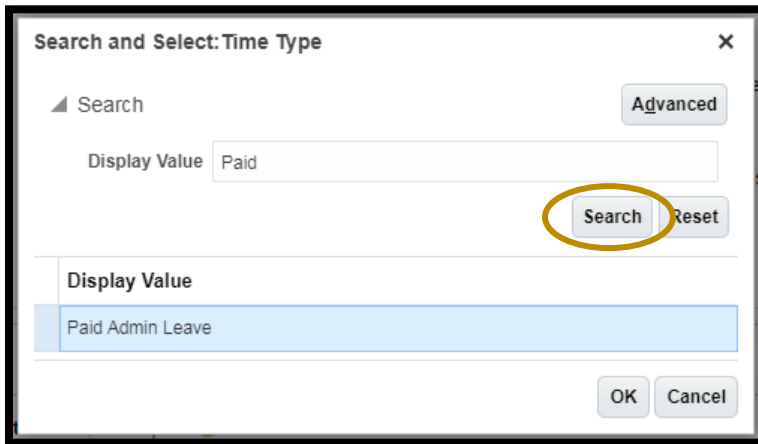 Search and Select: Time Type
Search
Advanced
Display Value Paid
Search Reset
Display Value
Paid Admin Leave
OK Cancel